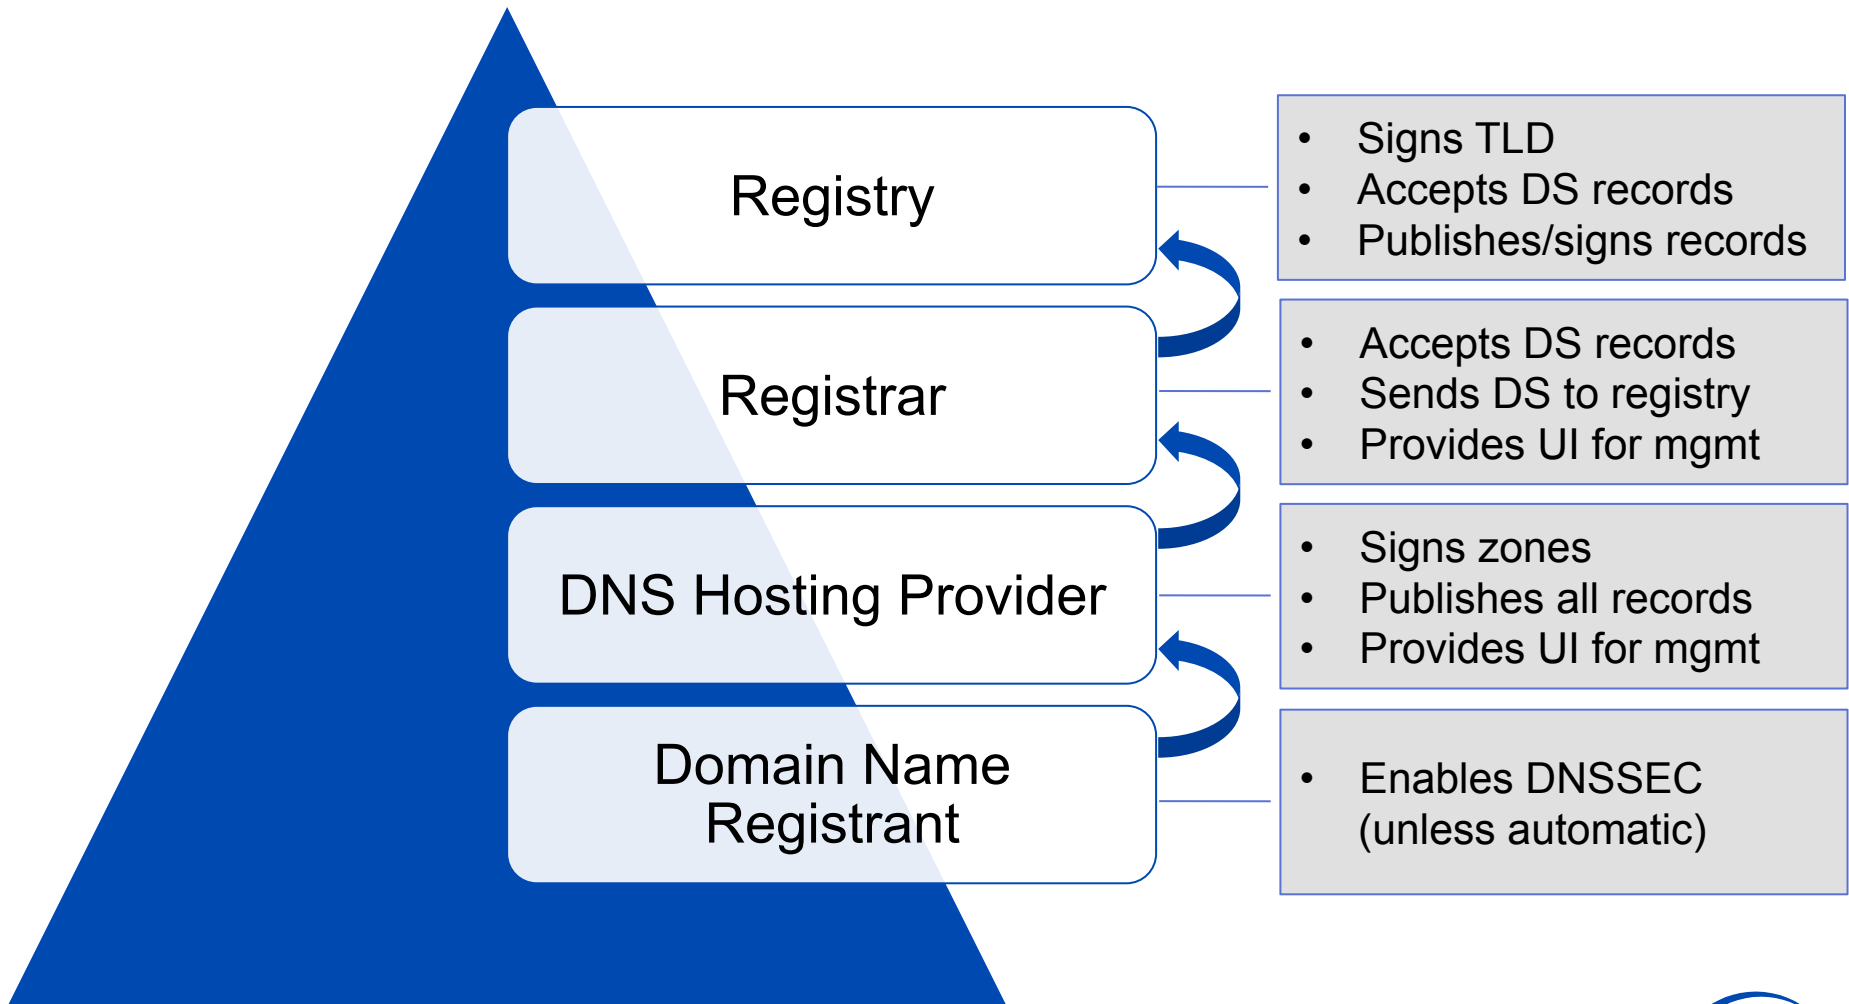 Registry
• Signs TLD
• Accepts DS records
• Publishes/signs records
Registrar
• Accepts DS records
• Sends DS to registry
• Provides UI for mgmt
DNS Hosting Provider
• Signs zones
• Publishes all records
• Provides UI for mgmt
Domain Name
Registrant
• Enables DNSSEC
(unless automatic)